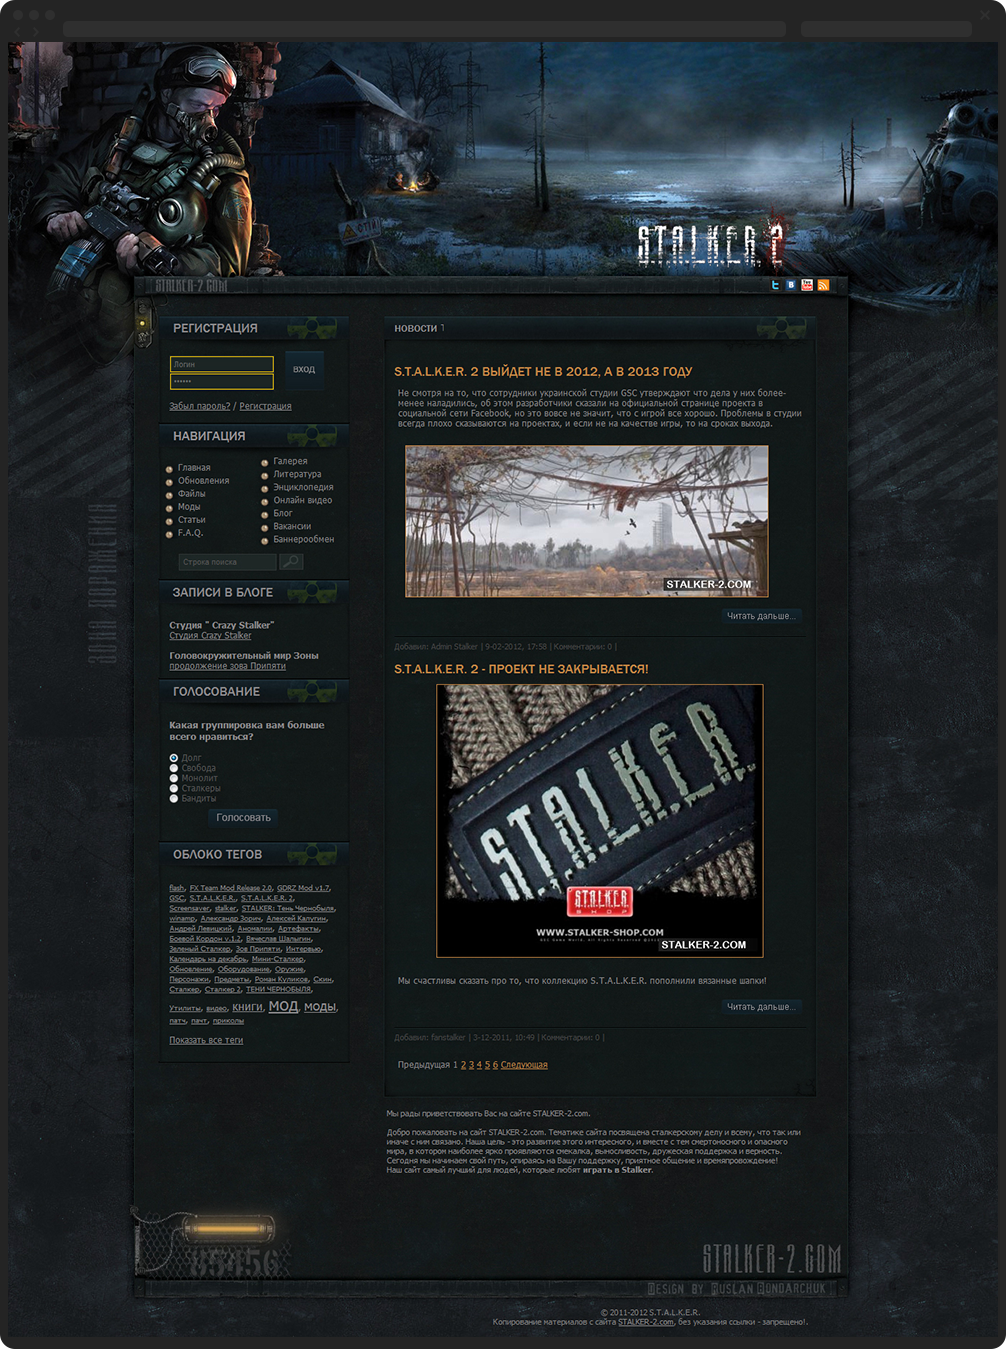 СТІЙ
S.T.A.L.K.E.R. 2
STALKER-2.COM
РЕГИСТРАЦИЯ
Логин
ВХОД
Забыл пароль? / Регистрация
НАВИГАЦИЯ
Главная
Обновления
Файлы
Моды
Статьи
F.A.Q.
Галерея
Литература
Энциклопедия
Онлайн видео
Блог
Вакансии
Баннерообмен
Строка поиска
ЗАПИСИ В БЛОГЕ
Студия " Crazy Stalker"
Студия Crazy Stalker
Головокружительный мир Зоны
продолжение зова Припяти
ГОЛОСОВАНИЕ
Какая группировка вам больше
всего нравиться?
Долг
Свобода
Монолит
Сталкеры
Бандиты
Голосовать
ОБЛОКО ТЕГОВ
flash, FX Team Mod Release 2.0, GDRZ Mod v1.7,
GSC, S.T.A.L.K.E.R., S.T.A.L.K.E.R. 2,
Screensaver, stalker, STALKER: Тень Чернобыля,
winamp, Александр Зорич, Алексей Калугин,
Андрей Левицкий, Аномалии, Артефакты,
Боевой Кордон v.1.2, Вячеслав Шалыгин,
Зеленый Сталкер, Зов Припяти, Интервью,
Календарь на декабрь, Мини-Сталкер,
Обновление, Оборудование, Оружие,
Персонажи, Предметы, Роман Куликов, Скин,
Сталкер, Сталкер 2, ТЕНИ ЧЕРНОБЫЛЯ,
Утилиты, видео, книги, мод, моды,
патч, пачт, приколы
Показать все теги
НОВОСТИ 1
S.T.A.L.K.E.R. 2 ВЫЙДЕТ НЕ В 2012, А В 2013 ГОДУ
Не смотря на то, что сотрудники украинской студии GSC утверждают что дела у них более-
менее наладились, об этом разработчики сказали на официальной странице проекта в
социальной сети Facebook, но это вовсе не значит, что с игрой все хорошо. Проблемы в студии
всегда плохо сказываются на проектах, и если не на качестве игры, то на сроках выхода.
STALKER-2.COM
Читать дальше...
Добавил: Admin Stalker | 9-02-2012, 17:58 | Комментарии: 0 |
S.T.A.L.K.E.R. 2 - ПРОЕКТ НЕ ЗАКРЫВАЕТСЯ!
S.T.A.L.K.E.R.
S.T.A.L.K.E.R.
SHOP
WWW.STALKER-SHOP.COM
STALKER-2.COM
Мы счастливы сказать про то, что коллекцию S.T.A.L.K.E.R. пополнили вязанные шапки!
Читать дальше...
Добавил: fanstalker | 3-12-2011, 10:49 | Комментарии: 0 |
Предыдущая 1 2 3 4 5 6 Следующая
Мы рады приветствовать Вас на сайте STALKER-2.com.
Добро пожаловать на сайт STALKER-2.com. Тематике сайта посвящена сталкерскому делу и всему, что так или
иначе с ним связано. Наша цель - это развитие этого интересного, и вместе с тем смертоносного и опасного
мира, в котором наиболее ярко проявляются смекалка, выносливость, дружеская поддержка и верность.
Сегодня мы начинаем свой путь, опираясь на Вашу поддержку, приятное общение и времяпровождение!
Наш сайт самый лучший для людей, которые любят играть в Stalker.
85456
STALKER-2.COM
DESIGN BY RUSLAN BONDARCHUK
© 2011-2012 S.T.A.L.K.E.R.
Копирование материалов с сайта STALKER-2.com, без указания ссылки - запрещено!.